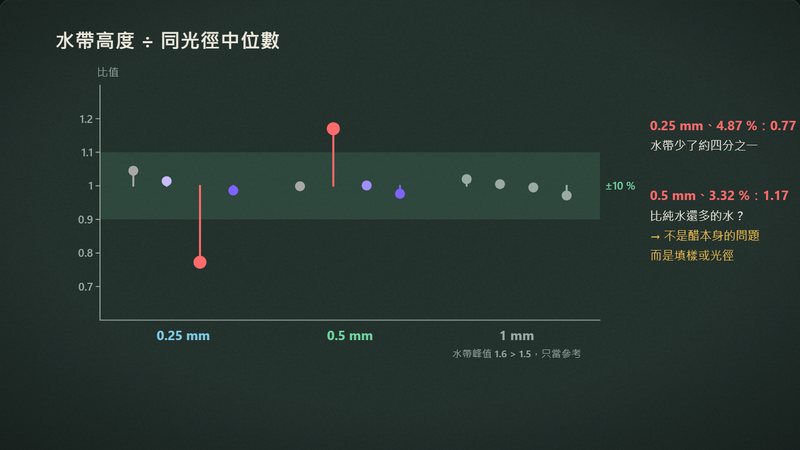 水帶高度 ÷ 同光徑中位數
比值
1.2
1.1
1
0.9
0.8
0.7
±10 %
0.25 mm
0.5 mm
1 mm
水帶峰值 1.6 > 1.5，只當參考
0.25 mm、4.87 %：0.77
水帶少了約四分之一
0.5 mm、3.32 %：1.17
比純水還多的水？
→ 不是醋本身的問題
而是填樣或光徑